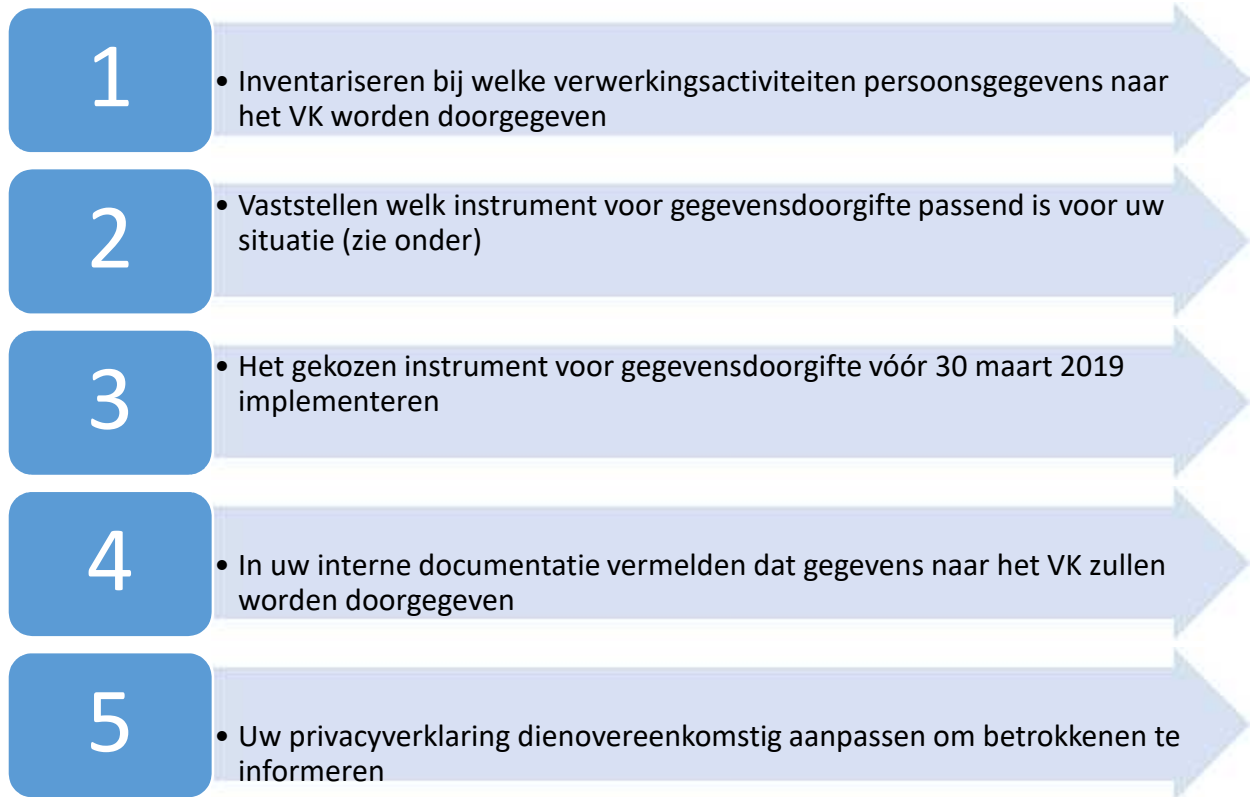 1
• Inventariseren bij welke verwerkingsactiviteiten persoonsgegevens naar
het VK worden doorgegeven
2
• Vaststellen welk instrument voor gegevensdoorgifte passend is voor uw
situatie (zie onder)
3
• Het gekozen instrument voor gegevensdoorgifte vóór 30 maart 2019
implementeren
4
• In uw interne documentatie vermelden dat gegevens naar het VK zullen
worden doorgegeven
5
• Uw privacyverklaring dienovereenkomstig aanpassen om betrokkenen te
informeren